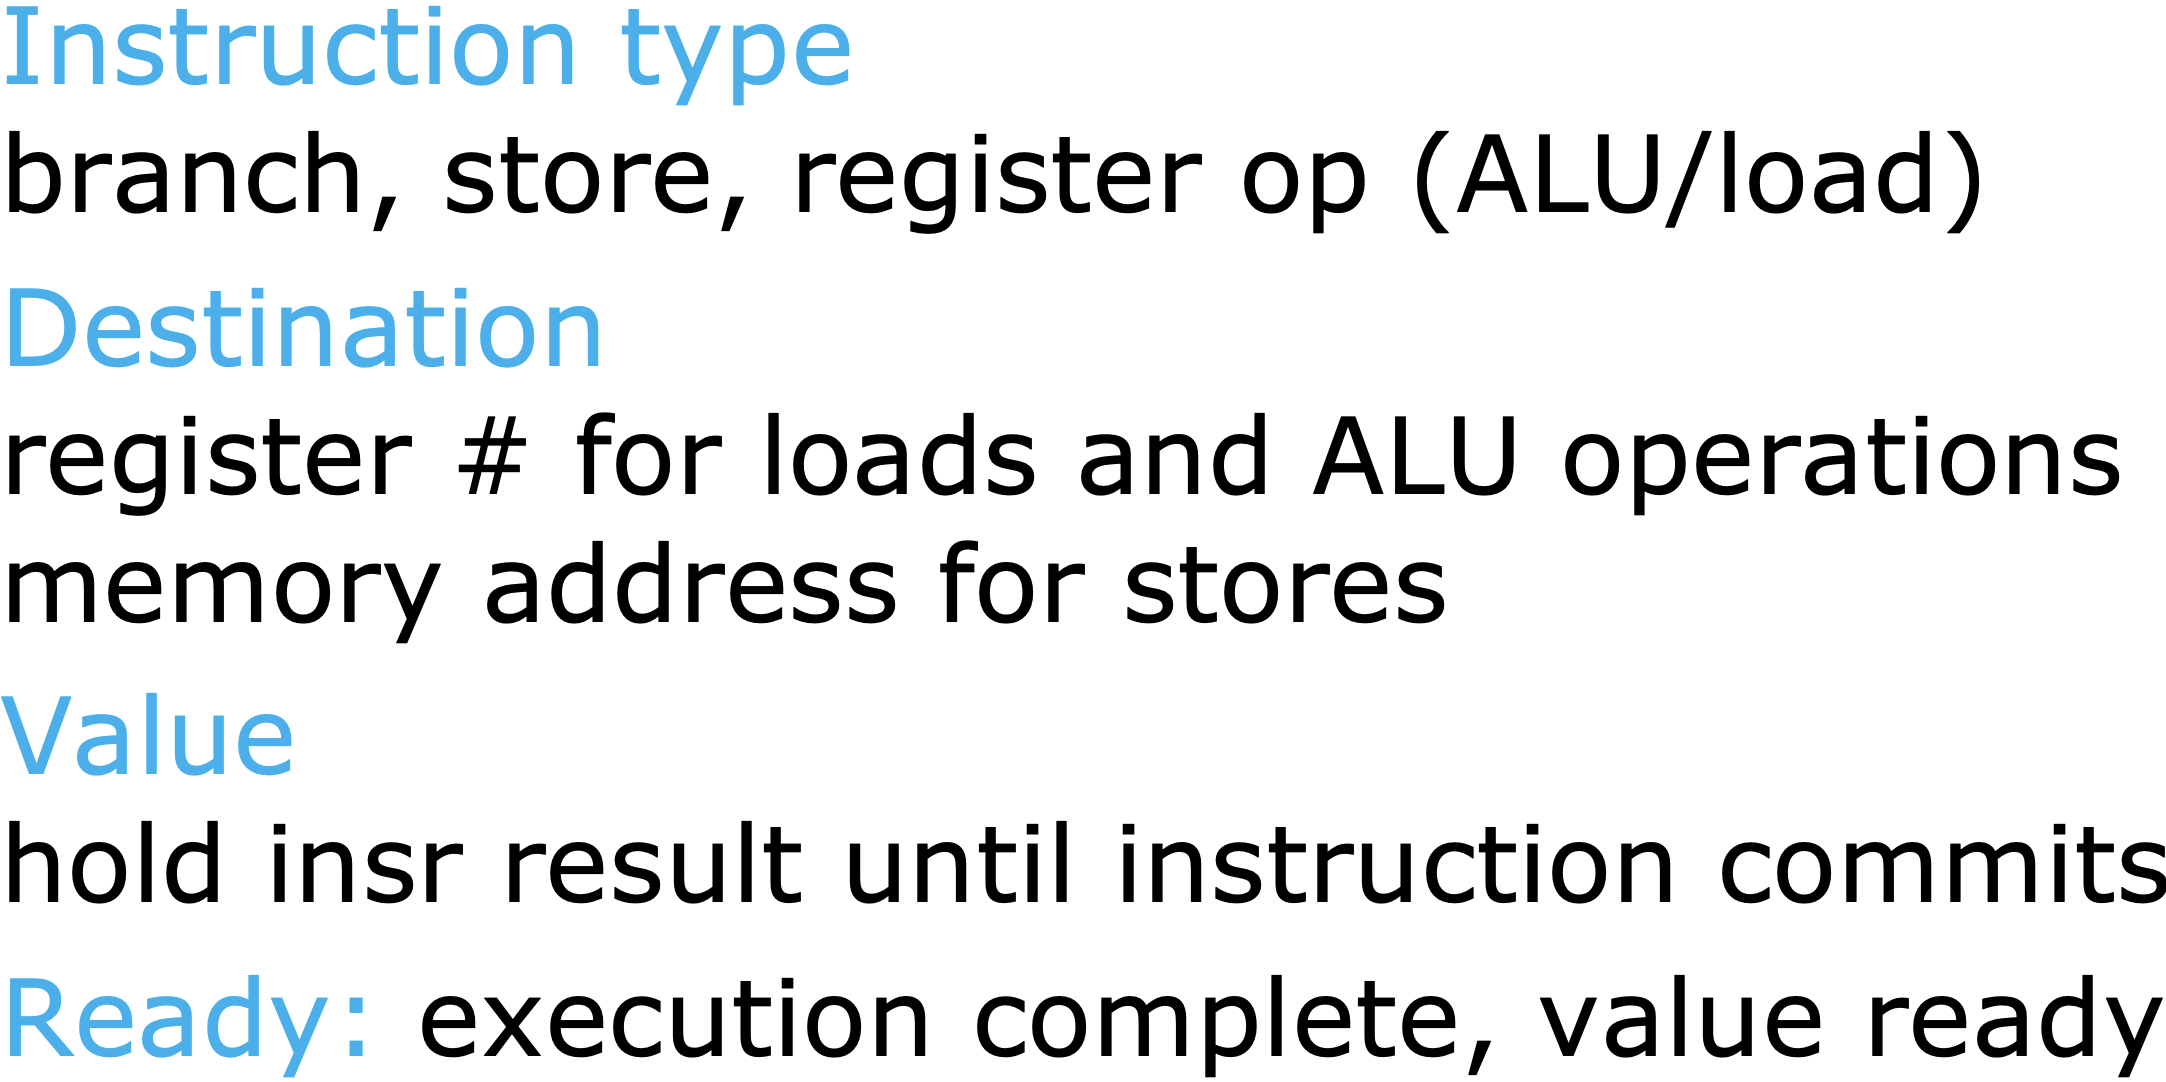 Instruction type
branch, store, register op (ALU/load)
Destination
register # for loads and ALU operations
memory address for stores
Value
hold insr result until instruction commits
Ready: execution complete, value ready